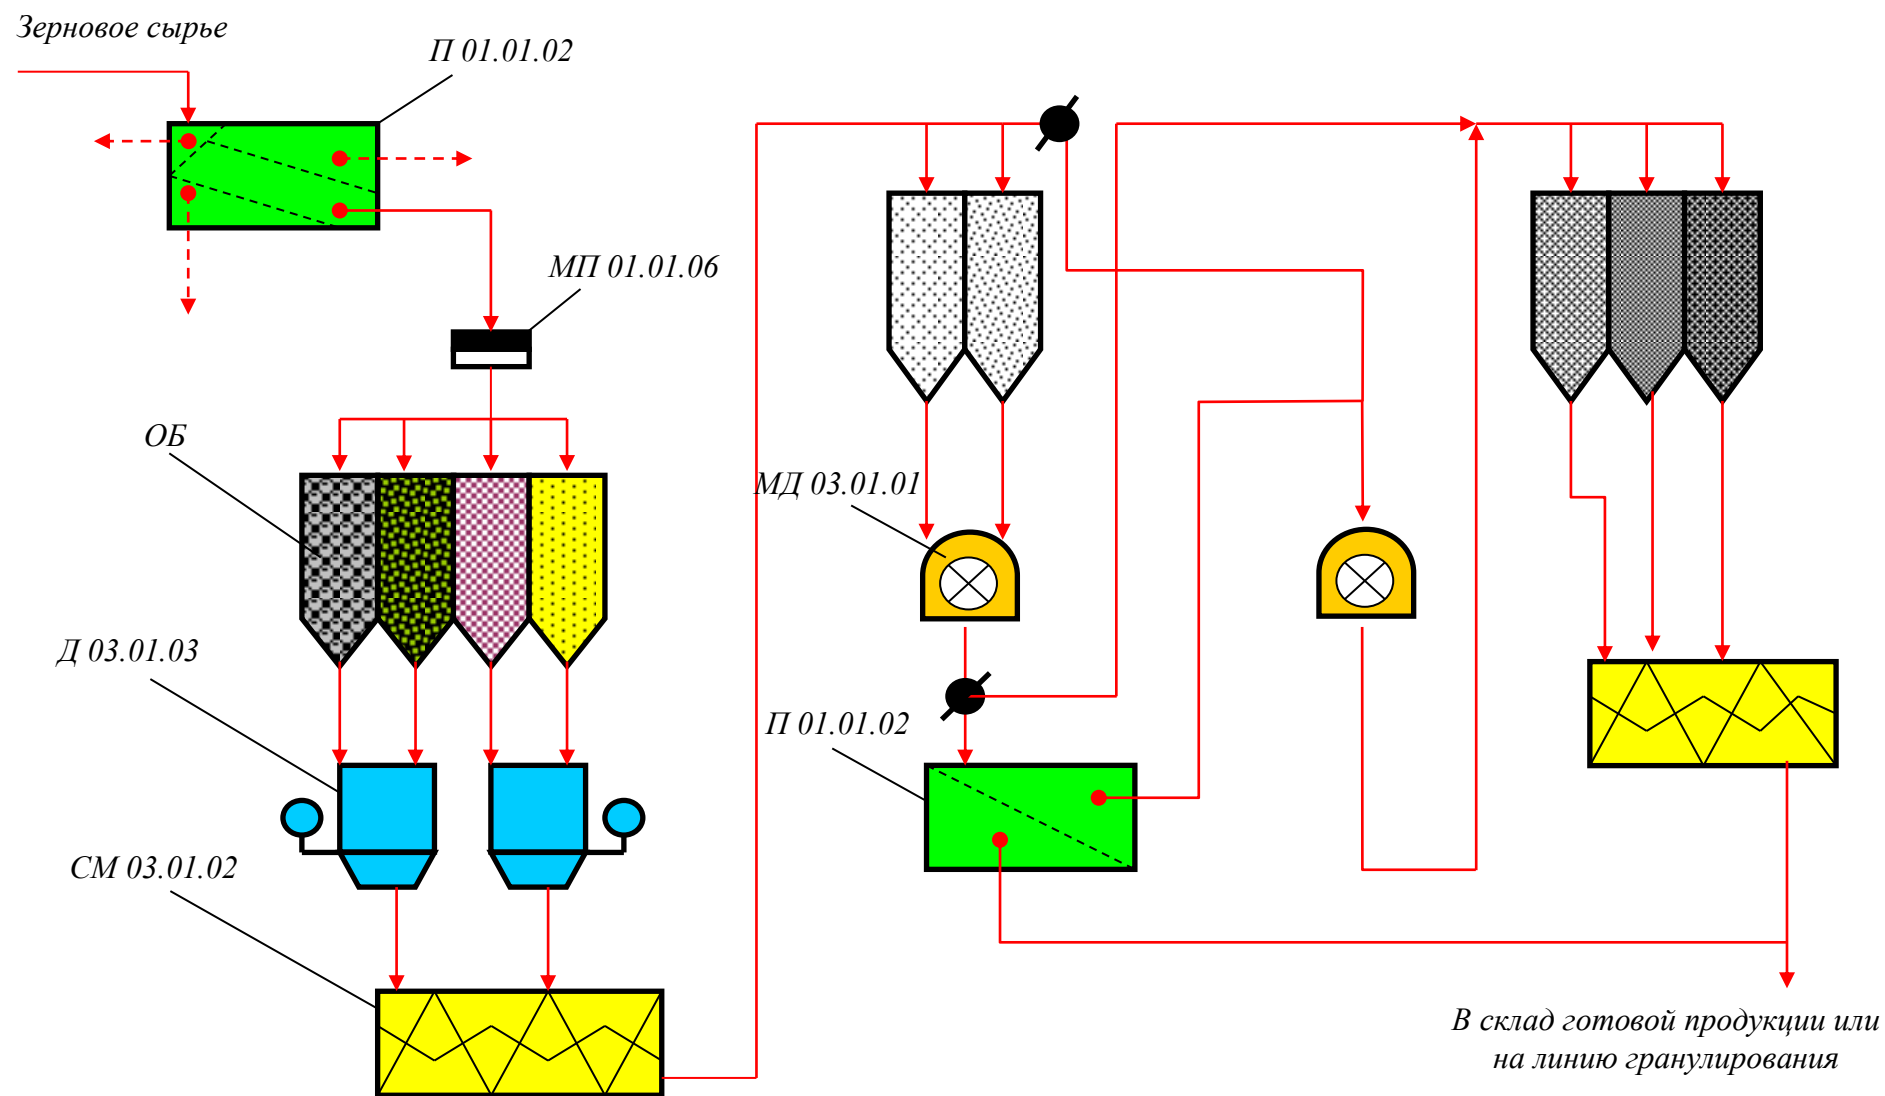 Зерновое сырье
П 01.01.02
МП 01.01.06
ОБ
МД 03.01.01
Д 03.01.03
П 01.01.02
СМ 03.01.02
В склад готовой продукции или
на линию гранулирования